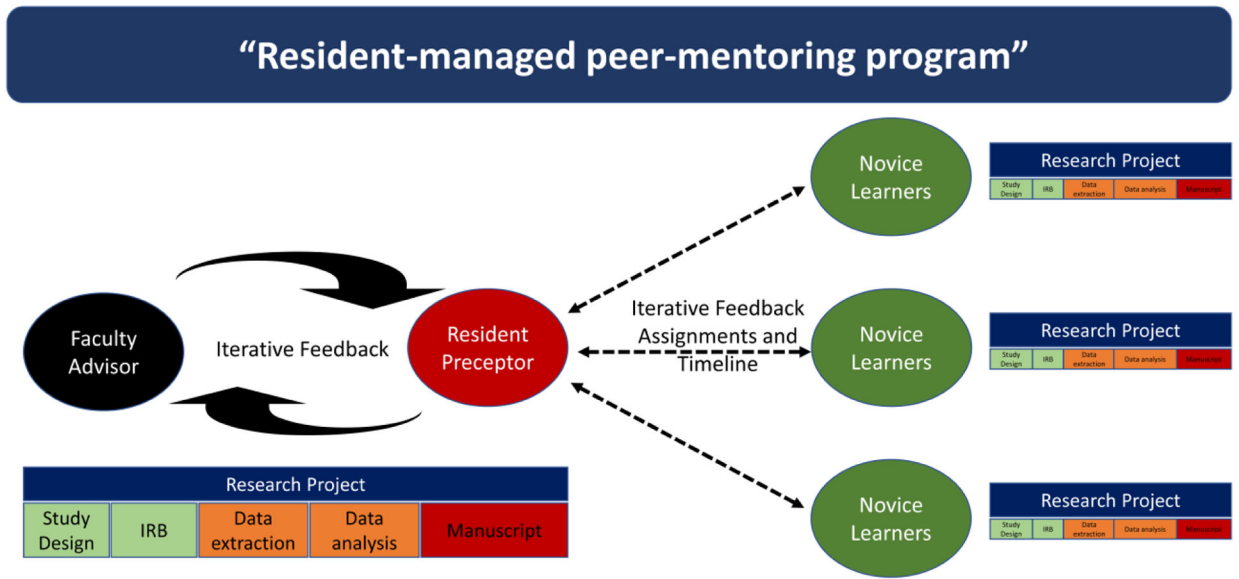 “Resident-managed peer-mentoring program”
Novice
Learners
Research Project
Study
Design
IRB
Data
extraction
Data analysis
Manuscript
Faculty
Advisor
Iterative Feedback
Resident
Preceptor
Iterative Feedback
Assignments and
Timeline
Novice
Learners
Research Project
Study
Design
IRB
Data
extraction
Data analysis
Manuscript
Research Project
Study
Design
IRB
Data
extraction
Data
analysis
Manuscript
Novice
Learners
Research Project
Study
Design
IRB
Data
extraction
Data analysis
Manuscript